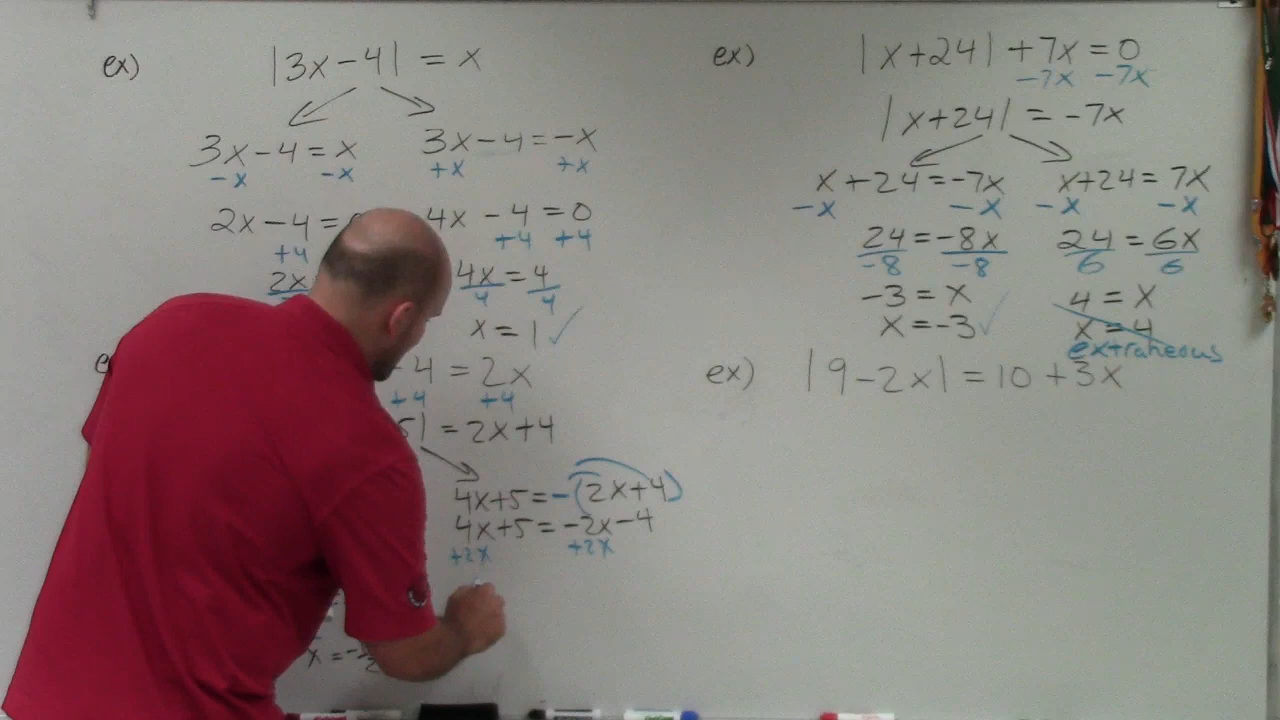 ex) |3x-4| = x
3x-4=x
-x -x
2x-4=
+4
2x
3x-4=-x
+x +x
4x -4=0
+4 +4
4x=4
4 4
x=1 ✓
-4 = 2x
+4 +4
5| = 2x+4
4x+5=-(2x+4)
4x+5=-2x-4
+2x +2x
x=-
ex) |x+24|+7x=0
-7x -7x
|x+24| = -7x
x+24=-7x
-x -x
24=-8x
-8 -8
-3=x
x=-3 ✓
x+24=7x
-x -x
24=6x
6 6
4=x
x=4
extraneous
ex) |9-2x|=10+3x